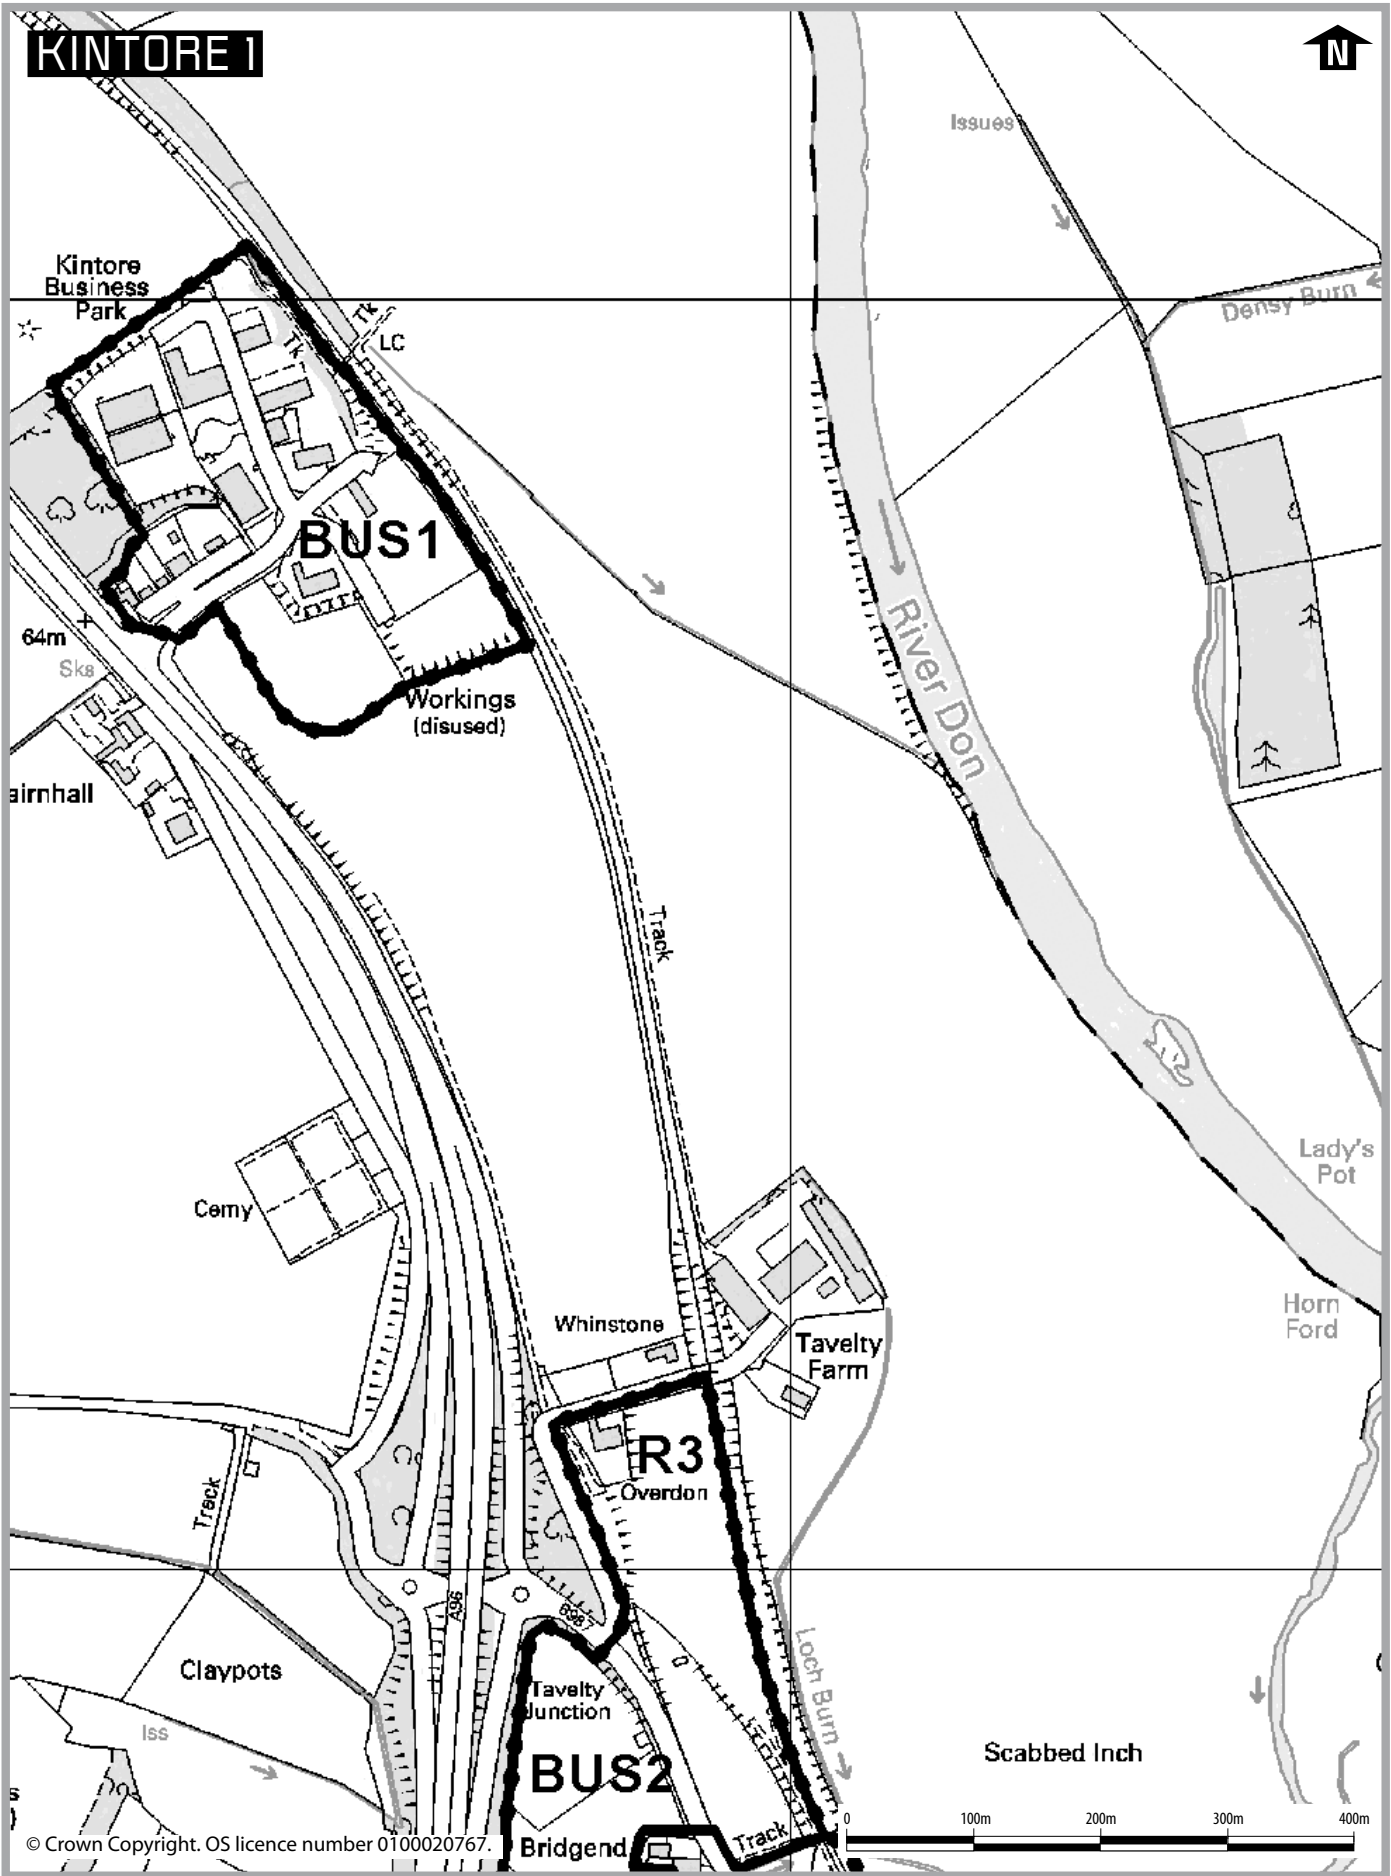 KINTORE 1
N
Issues
Kintore
Business
Park
Tk
LC
Tk
Densy Burn
BUS1
64m
Sks
Workings
(disused)
River Don
airnhall
Track
Lady's
Pot
Cemy
Horn
Ford
Whinstone
Tavelty
Farm
R3
Overdon
Track
A96
B987
Claypots
Iss
Tavelty
Junction
Loch Burn
BUS2
Scabbed Inch
Bridgend
Track
0 100m 200m 300m 400m
© Crown Copyright. OS licence number 0100020767.